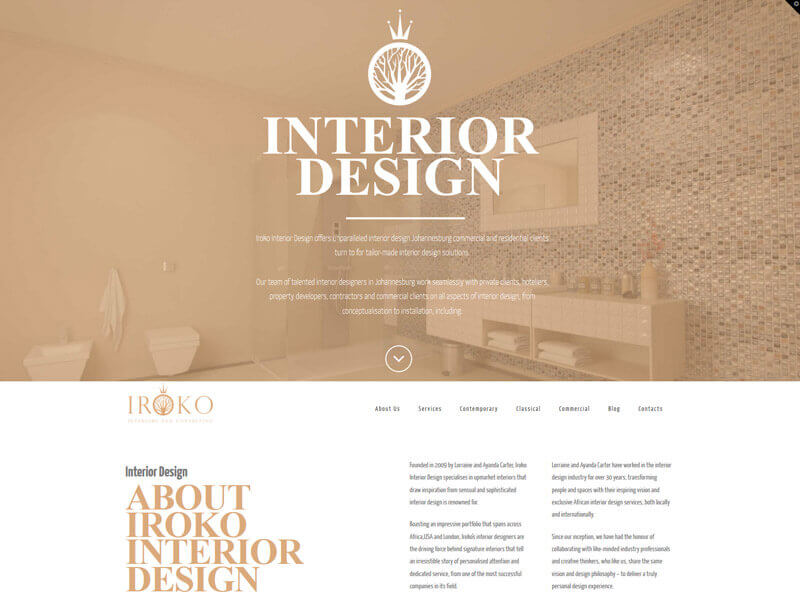 INTERIOR
DESIGN
Iroko Interior Design offers unparalleled interior design Johannesburg commercial and residential clients
turn to for tailor-made interior design solutions.
Our team of talented interior designers in Johannesburg work seamlessly with private clients, hoteliers,
property developers, contractors and commercial clients on all aspects of interior design, from
conceptualisation to installation, including:
IROKO
INTERIORS AND CONSULTING
About Us Services Contemporary Classical Commercial Blog Contacts
Interior Design
ABOUT
IROKO
INTERIOR
DESIGN
Founded in 2009 by Lorraine and Ayanda Carter, Iroko
Interior Design specialises in upmarket interiors that
draw inspiration from sensual and sophisticated
interior design is renowned for.
Boasting an impressive portfolio that spans across
Africa,USA and London, Iroko's interior designers are
the driving force behind signature interiors that tell
an irresistible story of personalised attention and
dedicated service, from one of the most successful
companies in its field.
Lorraine and Ayanda Carter have worked in the interior
design industry for over 30 years, transforming
people and spaces with their inspiring vision and
exclusive African interior design services, both locally
and internationally.
Since our inception, we have had the honour of
collaborating with like-minded industry professionals
and creative thinkers, who like us, share the same
vision and design philosophy – to deliver a truly
personal design experience.